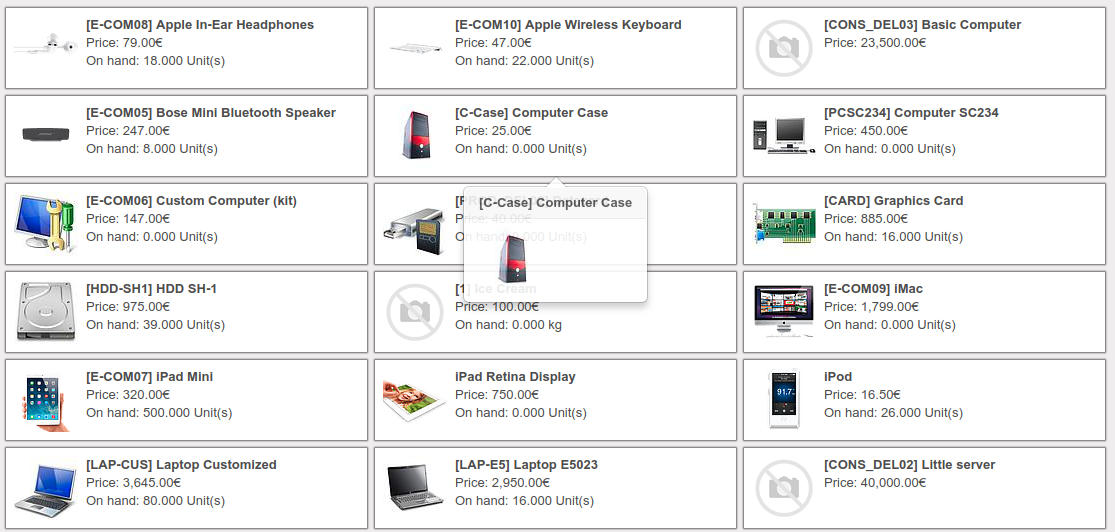 [E-COM08] Apple In-Ear Headphones
Price: 79.00€
On hand: 18.000 Unit(s)
[E-COM10] Apple Wireless Keyboard
Price: 47.00€
On hand: 22.000 Unit(s)
[CONS_DEL03] Basic Computer
Price: 23,500.00€
[E-COM05] Bose Mini Bluetooth Speaker
Price: 247.00€
On hand: 8.000 Unit(s)
[C-Case] Computer Case
Price: 25.00€
On hand: 0.000 Unit(s)
[PCSC234] Computer SC234
Price: 450.00€
On hand: 0.000 Unit(s)
[E-COM06] Custom Computer (kit)
Price: 147.00€
On hand: 0.000 Unit(s)
[C-Case] Computer Case
Price: 40.00€
On hand: 0.000 Unit(s)
[CARD] Graphics Card
Price: 885.00€
On hand: 16.000 Unit(s)
[HDD-SH1] HDD SH-1
Price: 975.00€
On hand: 39.000 Unit(s)
[1] Ice Cream
Price: 100.00€
On hand: 0.000 kg
[E-COM09] iMac
Price: 1,799.00€
On hand: 0.000 Unit(s)
[E-COM07] iPad Mini
Price: 320.00€
On hand: 500.000 Unit(s)
iPad Retina Display
Price: 750.00€
On hand: 0.000 Unit(s)
iPod
Price: 16.50€
On hand: 26.000 Unit(s)
[LAP-CUS] Laptop Customized
Price: 3,645.00€
On hand: 80.000 Unit(s)
[LAP-E5] Laptop E5023
Price: 2,950.00€
On hand: 16.000 Unit(s)
[CONS_DEL02] Little server
Price: 40,000.00€